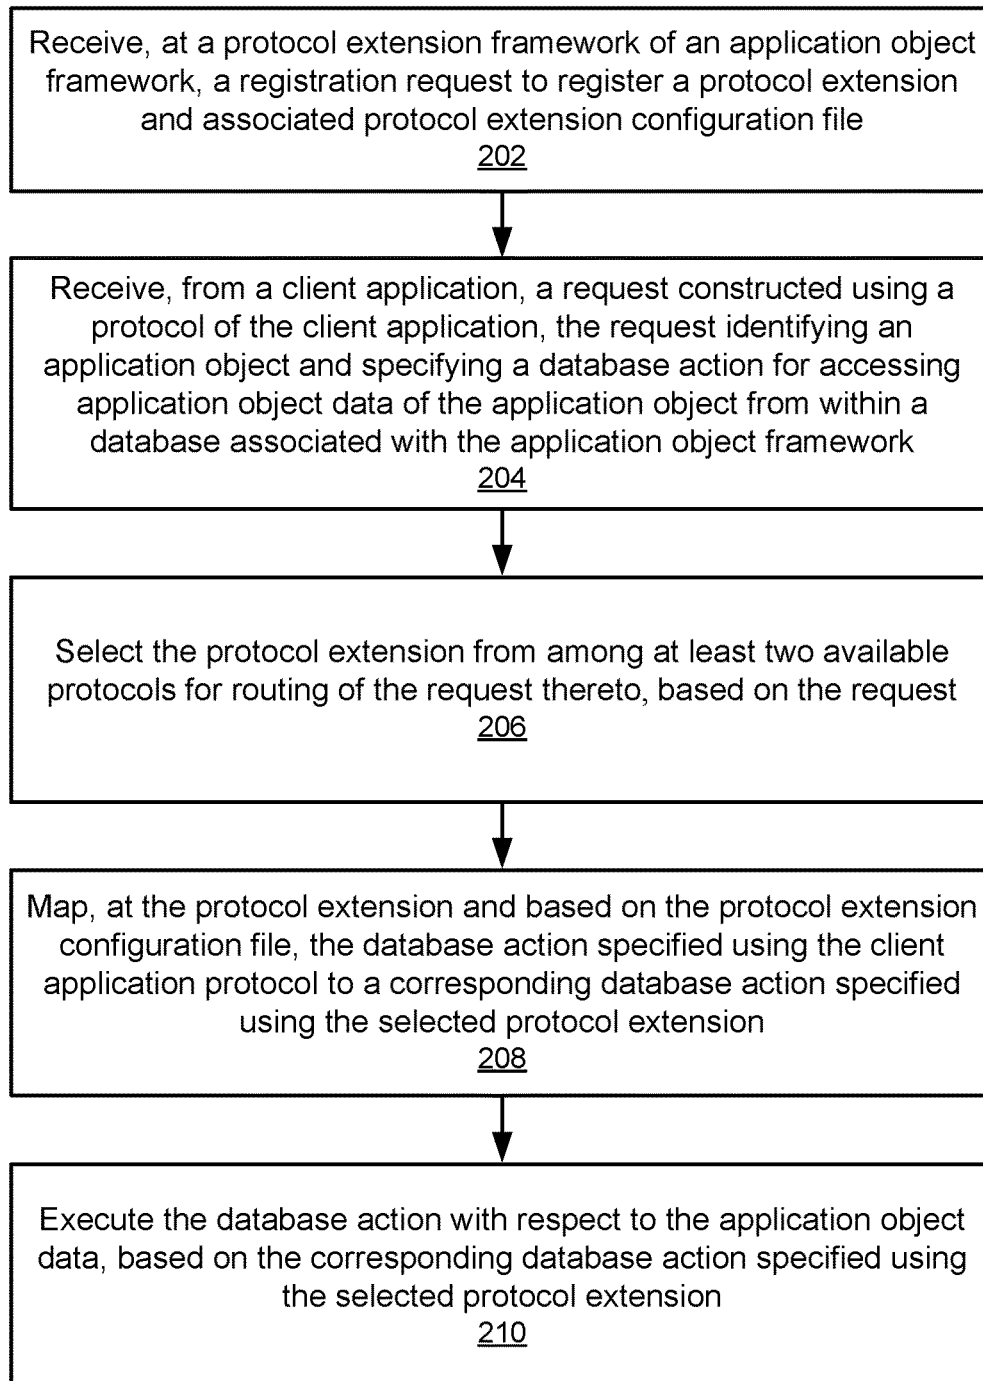 Receive, at a protocol extension framework of an application object
framework, a registration request to register a protocol extension
and associated protocol extension configuration file
202
Receive, from a client application, a request constructed using a
protocol of the client application, the request identifying an
application object and specifying a database action for accessing
application object data of the application object from within a
database associated with the application object framework
204
Select the protocol extension from among at least two available
protocols for routing of the request thereto, based on the request
206
Map, at the protocol extension and based on the protocol extension
configuration file, the database action specified using the client
application protocol to a corresponding database action specified
using the selected protocol extension
208
Execute the database action with respect to the application object
data, based on the corresponding database action specified using
the selected protocol extension
210